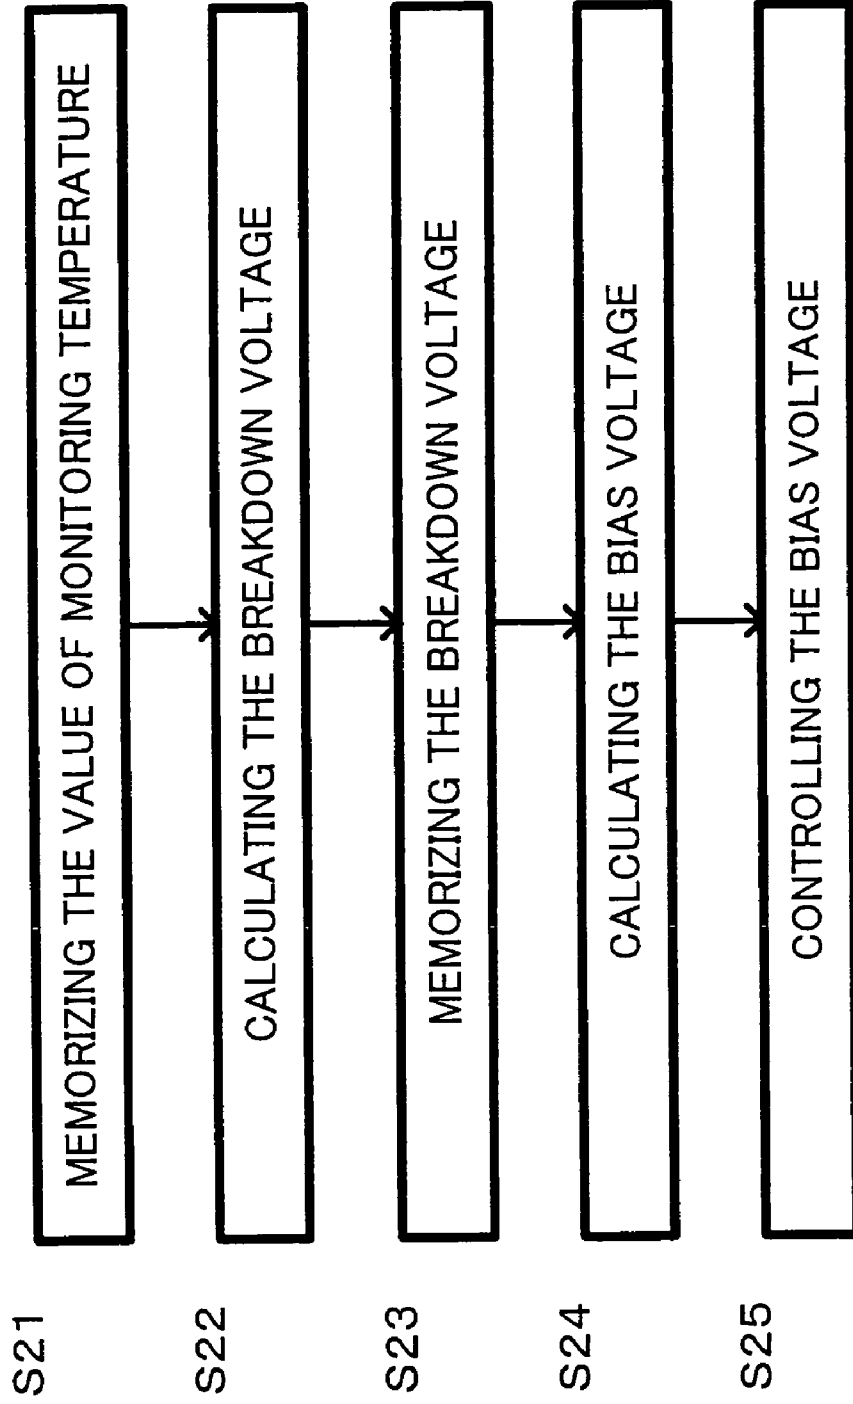 S21
MEMORIZING THE VALUE OF MONITORING TEMPERATURE
S22
CALCULATING THE BREAKDOWN VOLTAGE
S23
MEMORIZING THE BREAKDOWN VOLTAGE
S24
CALCULATING THE BIAS VOLTAGE
S25
CONTROLLING THE BIAS VOLTAGE